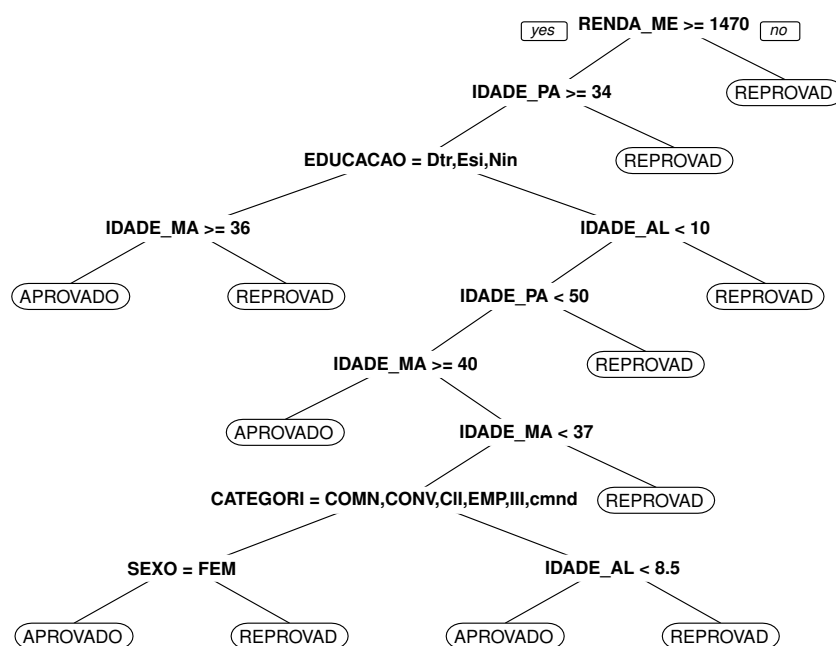 yes RENDA_ME >= 1470 no
IDADE_PA >= 34 REPROVAD
EDUCACAO = Dtr,Esi,Nin REPROVAD
IDADE_MA >= 36 IDADE_AL < 10
APROVADO REPROVAD IDADE_PA < 50 REPROVAD
IDADE_MA >= 40 REPROVAD
APROVADO IDADE_MA < 37
CATEGORI = COMN,CONV,CII,EMP,III,cmnd REPROVAD
SEXO = FEM IDADE_AL < 8.5
APROVADO REPROVAD APROVADO REPROVAD